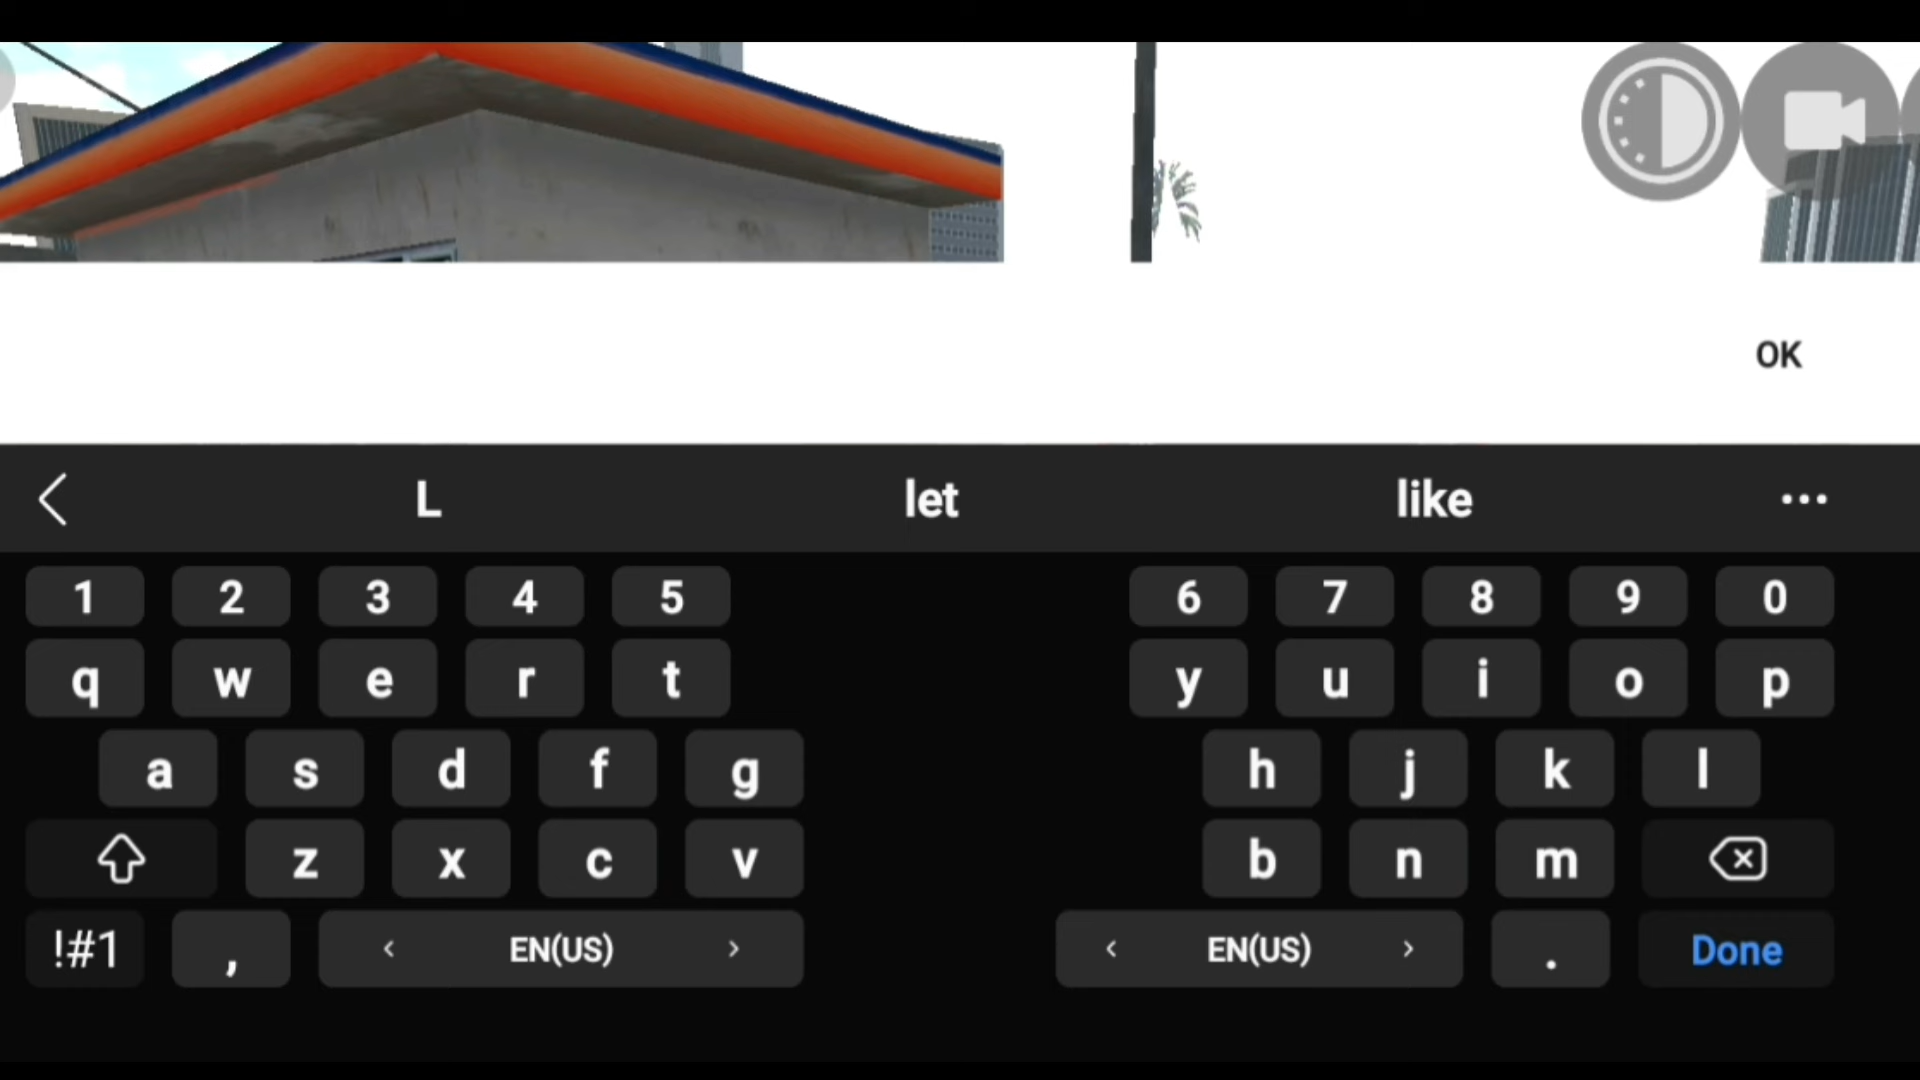 OK
L let like
1 2 3 4 5 6 7 8 9 0
q w e r t y u i o p
a s d f g h j k l
z x c v b n m
!#1 , < EN(US) > < EN(US) > . Done